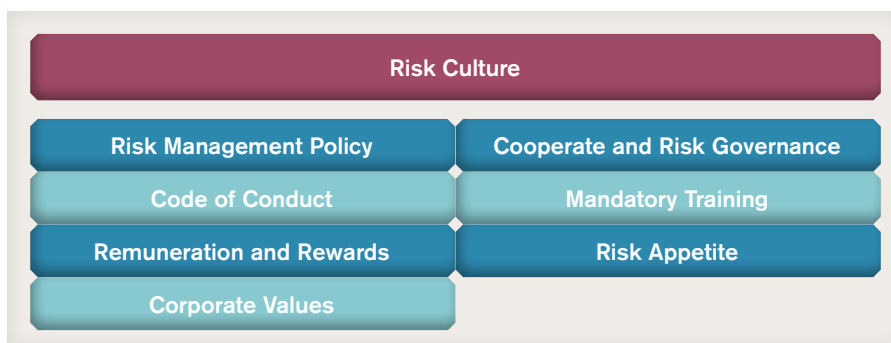 Risk Culture
Risk Management Policy
Cooperate and Risk Governance
Code of Conduct
Mandatory Training
Remuneration and Rewards
Risk Appetite
Corporate Values